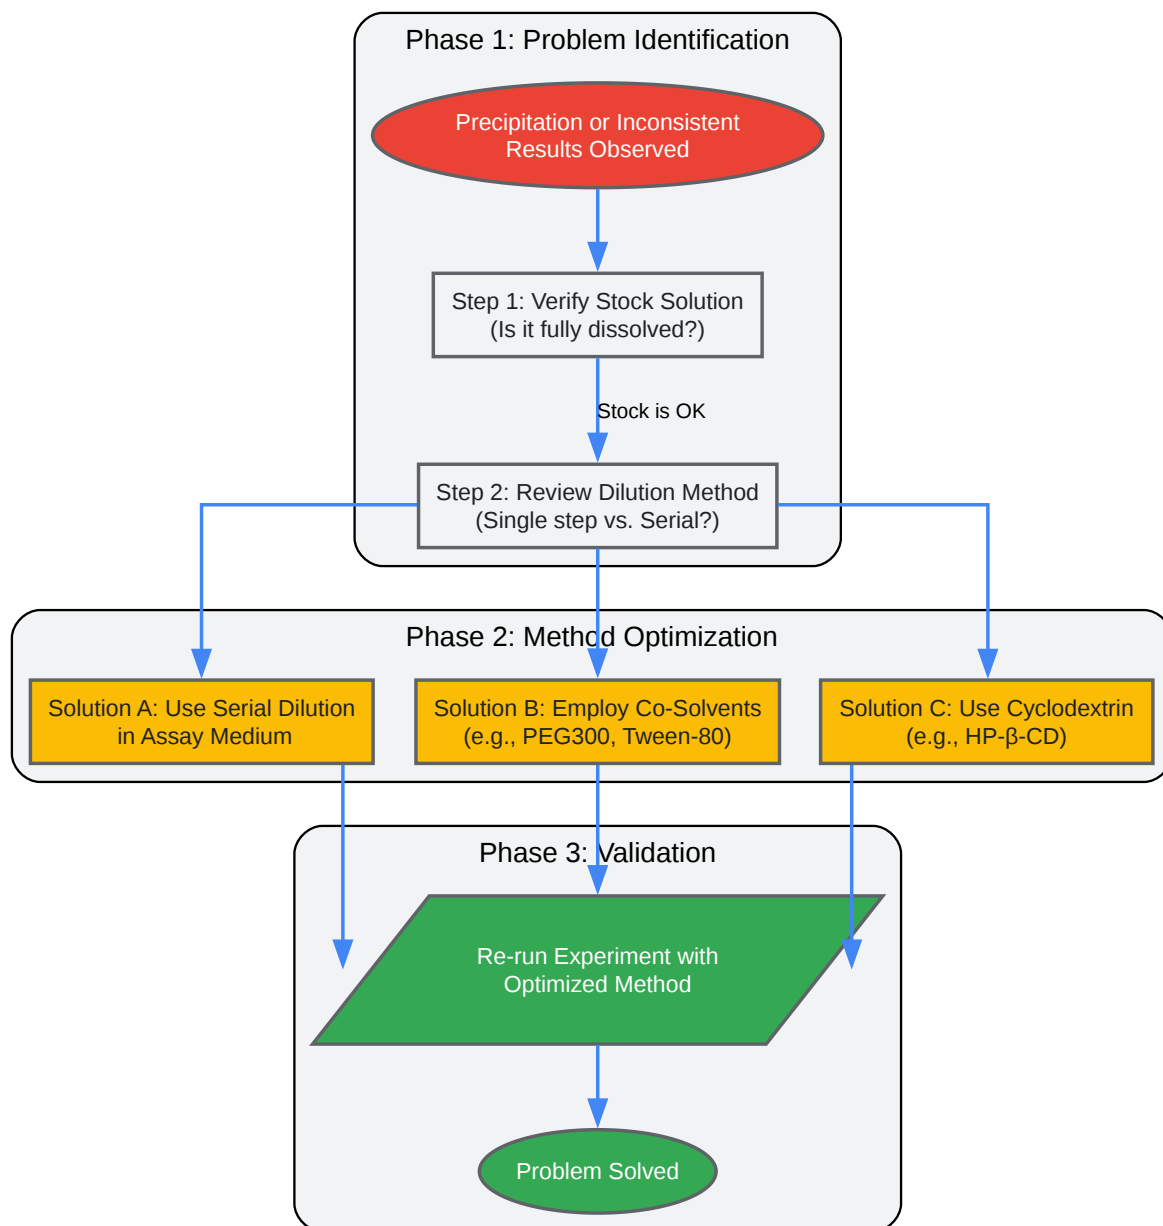 Phase 1: Problem Identification
Precipitation or Inconsistent
Results Observed
Step 1: Verify Stock Solution
(Is it fully dissolved?)
Stock is OK
Step 2: Review Dilution Method
(Single step vs. Serial?)
Phase 2: Method Optimization
Solution A: Use Serial Dilution
in Assay Medium
Solution B: Employ Co-Solvents
(e.g., PEG300, Tween-80)
Solution C: Use Cyclodextrin
(e.g., HP-β-CD)
Phase 3: Validation
Re-run Experiment with
Optimized Method
Problem Solved